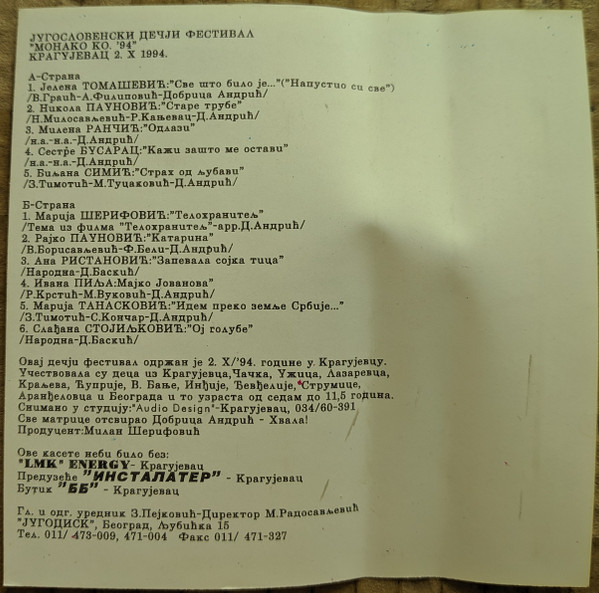 ЈУГОСЛОВЕНСКИ ДЕЧЈИ ФЕСТИВАЛ
"МОНАКО КО. '94"
КРАГУЈЕВАЦ 2. X 1994.
А-Страна
1. Јелена ТОМАШЕВИЋ:"Све што било је..."("Напустио си све")
/В.Граић-А.Филиповић-Добрица Андрић/
2. Никола ПАУНОВИЋ:"Старе трубе"
/Н.Милосављевић-Р.Кањевац-Д.Андрић/
3. Милена РАНЧИЋ:"Одлази"
/н.а.-на.-Д.Андрић/
4. Сестре БУСАРАЦ:"Кажи зашто ме остави"
/н.а.-на.-Д.Андрић/
5. Биљана СИМИЋ:"Страх од љубави"
/З.Тимотић-М.Туцаковић-Д.Андрић/
Б-Страна
1. Марија ШЕРИФОВИЋ:"Телохранитељ"
/Тема из филма "Телохранитељ"-арр.Д.Андрић/
2. Рајко ПАУНОВИЋ:"Катарина"
/В.Борисављевић-Ф.Бели-Д.Андрић/
3. Ана РИСТАНОВИЋ:"Запевала сојка тица"
/Народна-Д.Баскић/
4. Ивана ПИЉА:Мајко Јованова"
/Р.Крстић-М.Вуковић-Д.Андрић/
5. Марија ТАНАСКОВИЋ:"Идем преко земље Србије..."
/З.Тимотић-С.Кончар-Д.Андрић/
6. Слађана СТОЈИЉКОВИЋ:"Ој голубе"
/Народна-Д.Баскић/
Овај дечји фестивал одржан је 2. X/'94. године у Крагујевцу.
Учествовала су деца из Крагујевца,Чачка, Ужица, Лазаревца,
Краљева, Ћуприје, В. Бање, Инђије, Ђевђелије, Струмице,
Аранђеловца и Београда и то узраста од седам до 11,5 година.
Снимано у студију:"Audio Design"-Крагујевац, 034/60-391
Све матрице отсвирао Добрица Андрић - Хвала!
Продуцент:Милан Шерифовић
Ове касете неби било без:
"LMK" ENERGY- Крагујевац
Предузеће "ИНСТАЛАТЕР" - Крагујевац
Бутик "ББ" - Крагујевац
Гл. и одг. уредник З.Пејковић-Директор М.Радосављевић
"ЈУГОДИСК", Београд, Љубићка 15
Тел. 011/ 473-009, 471-004 Факс 011/ 471-327